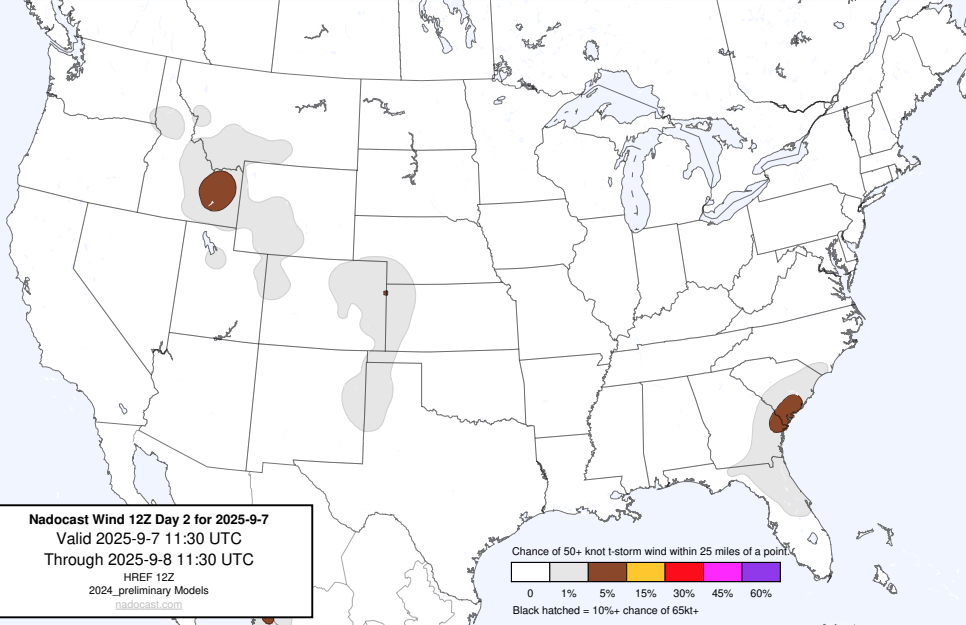 Nadocast Wind 12Z Day 2 for 2025-9-7
Valid 2025-9-7 11:30 UTC
Through 2025-9-8 11:30 UTC
HREF 12Z
2024_preliminary Models
nadocast.com
Chance of 50+ knot t-storm wind within 25 miles of a point.
0 1% 5% 15% 30% 45% 60%
Black hatched = 10%+ chance of 65kt+